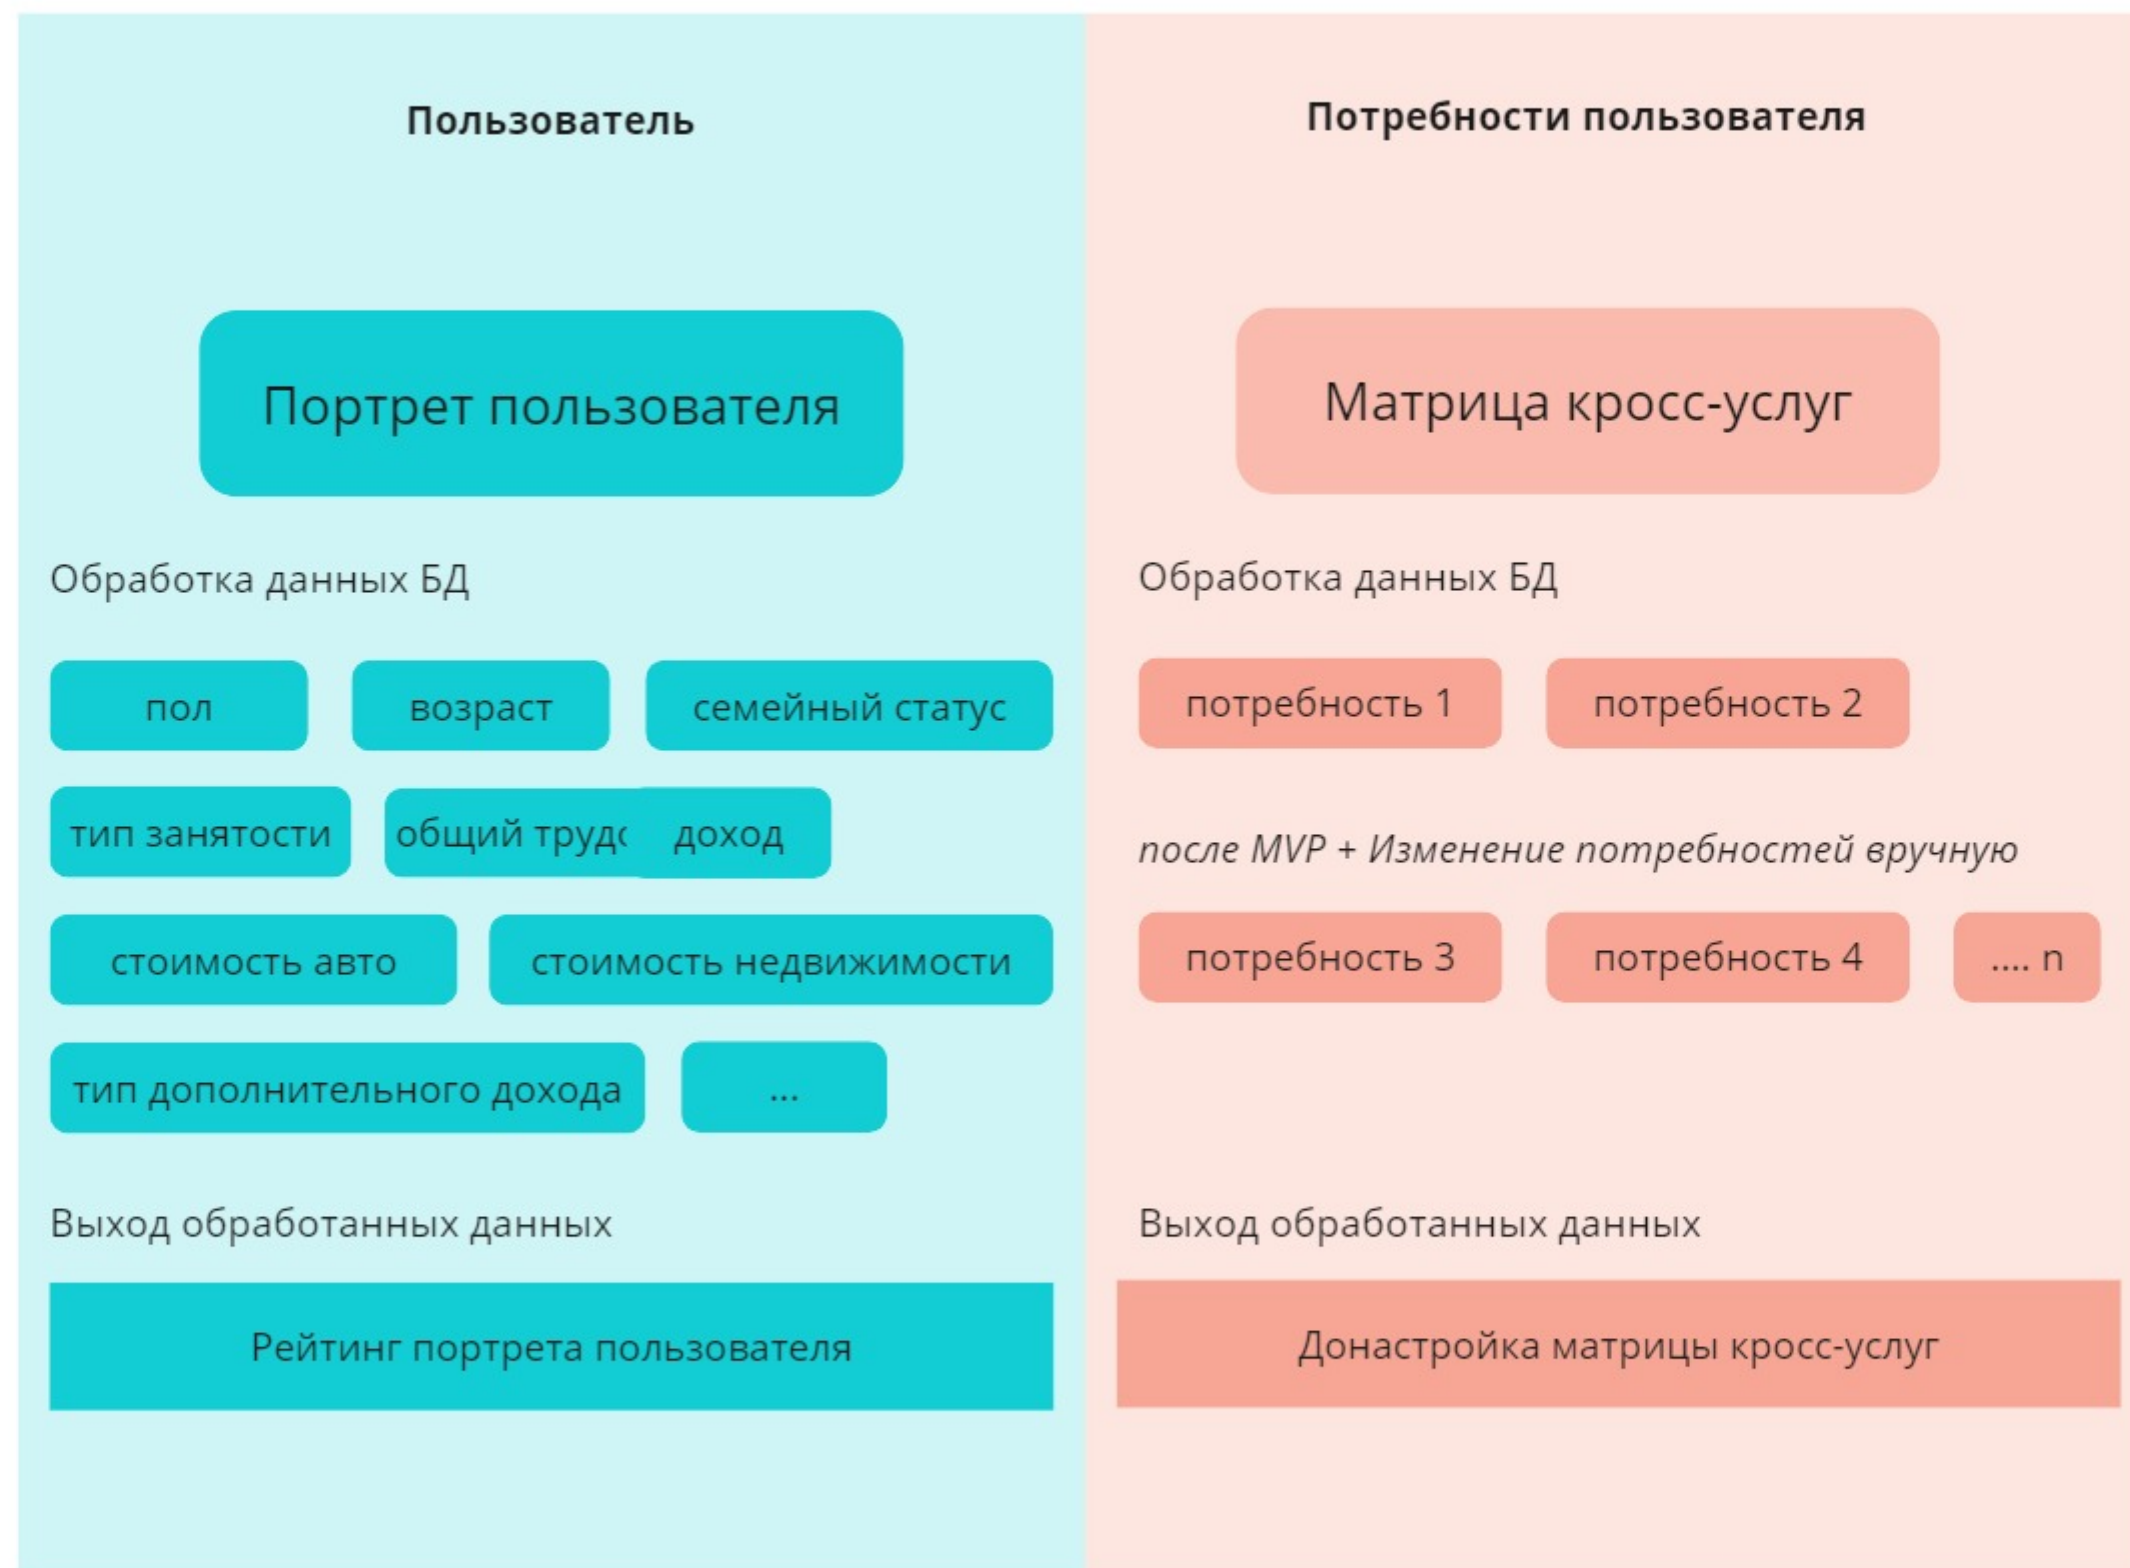 Пользователь
Потребности пользователя
Портрет пользователя
Матрица кросс-услуг
Обработка данных БД
Обработка данных БД
пол
возраст
семейный статус
потребность 1
потребность 2
тип занятости
общий
доход
после MVP + Изменение потребностей вручную
стоимость авто
стоимость недвижимости
потребность 3
потребность 4
.... n
тип дополнительного дохода
...
Выход обработанных данных
Выход обработанных данных
Рейтинг портрета пользователя
Донастройка матрицы кросс-услуг